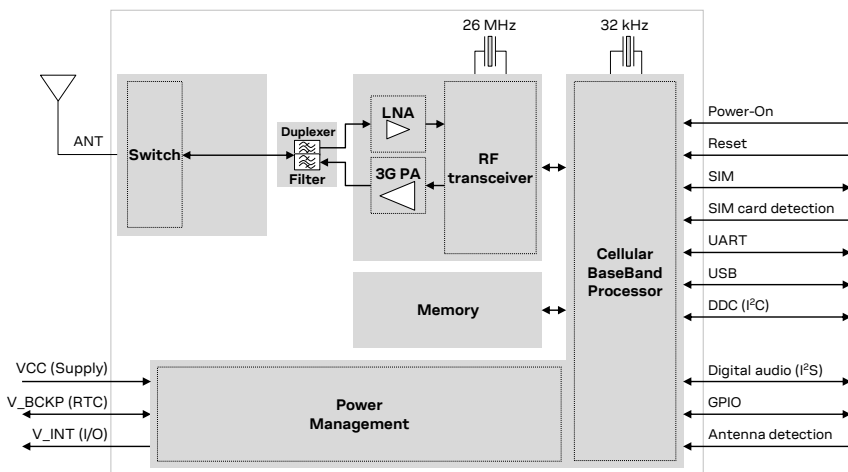 26 MHz
32 kHz
ANT
Switch
Duplexer
Filter
LNA
3G PA
RF
transceiver
Cellular
BaseBand
Processor
Memory
Power
Management
VCC (Supply)
V_BCKP (RTC)
V_INT (I/O)
Power-On
Reset
SIM
SIM card detection
UART
USB
DDC (I²C)
Digital audio (I²S)
GPIO
Antenna detection